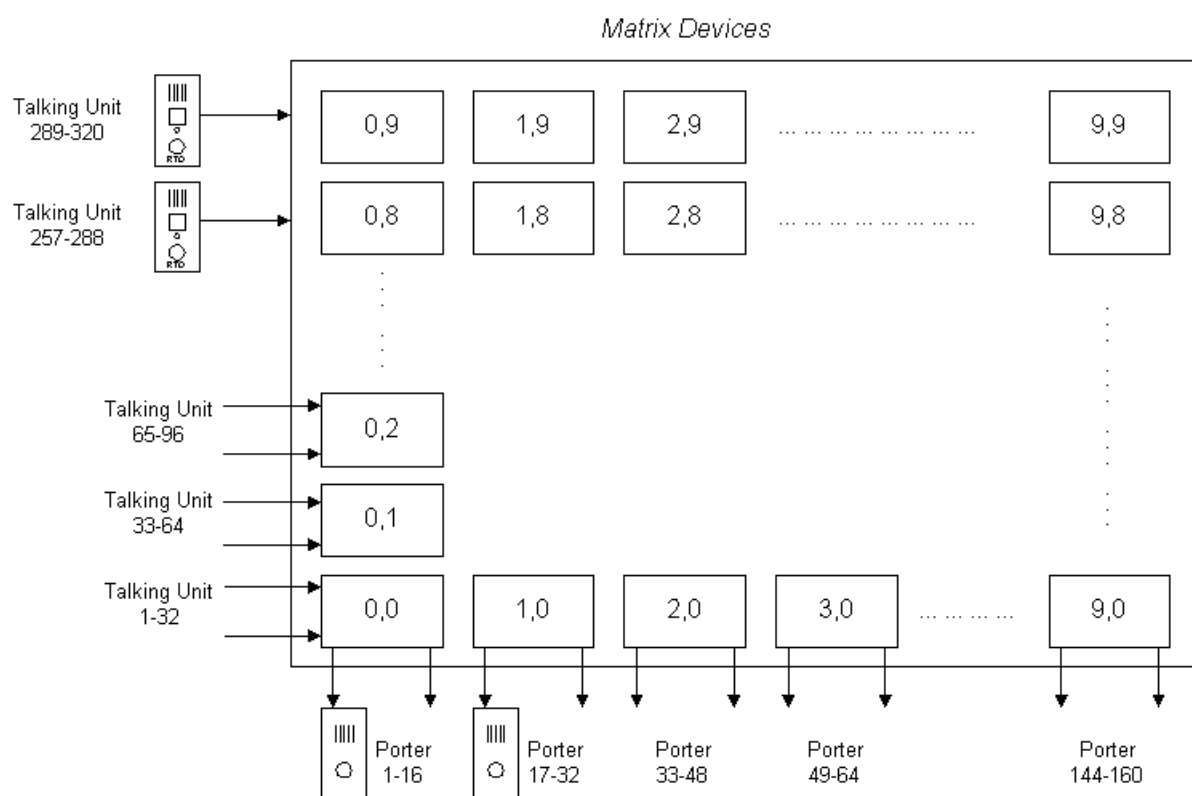 Matrix Devices
Talking Unit
289-320
RTO
0,9
1,9
2,9
... ... ... ... ... ... ... ...
9,9
Talking Unit
257-288
RTO
0,8
1,8
2,8
... ... ... ... ... ... ... ...
9,8
Talking Unit
65-96
0,2
Talking Unit
33-64
0,1
Talking Unit
1-32
0,0
1,0
2,0
3,0
... ... ... ...
9,0
Porter
1-16
Porter
17-32
Porter
33-48
Porter
49-64
Porter
144-160